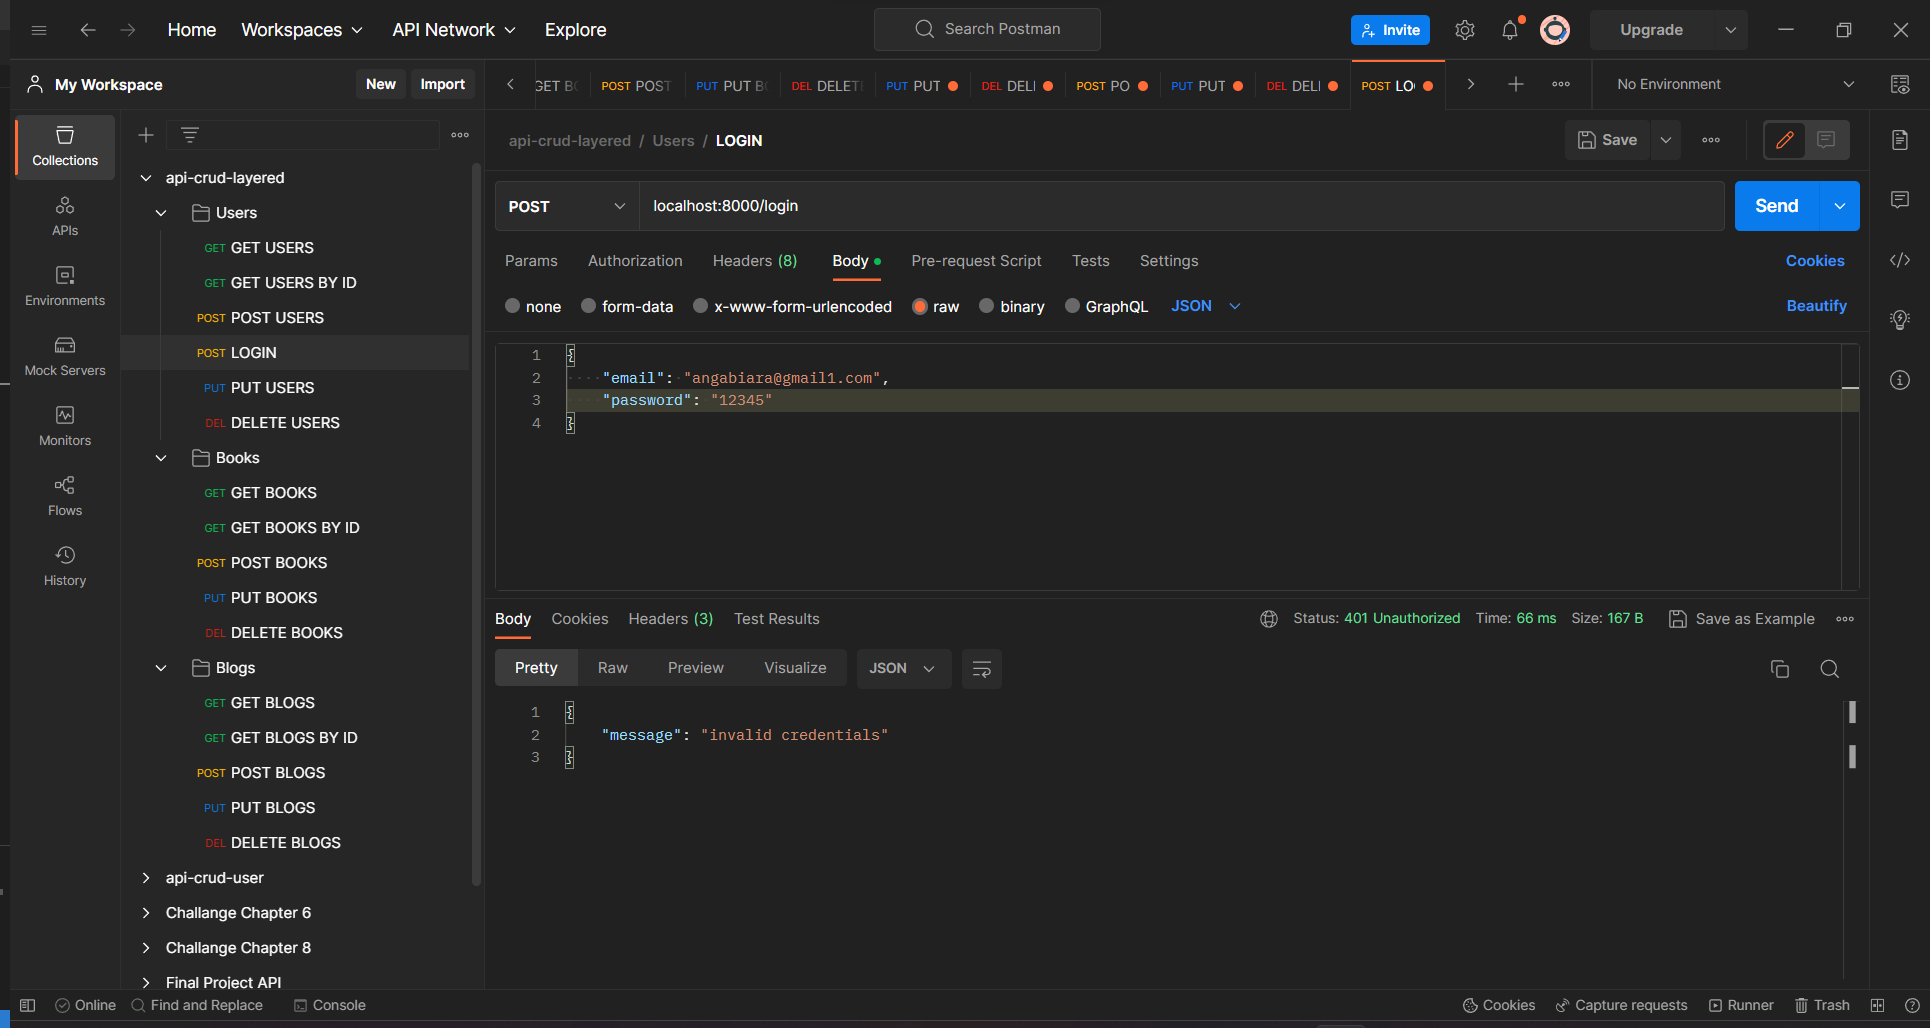 Home Workspaces API Network Explore Search Postman Invite Upgrade
My Workspace New Import
GET BO POST POST PUT PUT B DEL DELET PUT PUT DEL DEL POST PO PUT PUT DEL DEL POST LO No Environment
Collections
APIs
Environments
Mock Servers
Monitors
Flows
History
api-crud-layered
Users
GET GET USERS
GET GET USERS BY ID
POST POST USERS
POST LOGIN
PUT PUT USERS
DEL DELETE USERS
Books
GET GET BOOKS
GET GET BOOKS BY ID
POST POST BOOKS
PUT PUT BOOKS
DEL DELETE BOOKS
Blogs
GET GET BLOGS
GET GET BLOGS BY ID
POST POST BLOGS
PUT PUT BLOGS
DEL DELETE BLOGS
api-crud-user
Challange Chapter 6
Challange Chapter 8
Final Project API
api-crud-layered / Users / LOGIN Save
POST localhost:8000/login Send
Params Authorization Headers (8) Body Pre-request Script Tests Settings Cookies
none form-data x-www-form-urlencoded raw binary GraphQL JSON Beautify
1 {
2 "email": "angabiara@gmail1.com",
3 "password": "12345"
4 }
Body Cookies Headers (3) Test Results Status: 401 Unauthorized Time: 66 ms Size: 167 B Save as Example
Pretty Raw Preview Visualize JSON
1 {
2 "message": "invalid credentials"
3 }
Online Find and Replace Console Cookies Capture requests Runner Trash